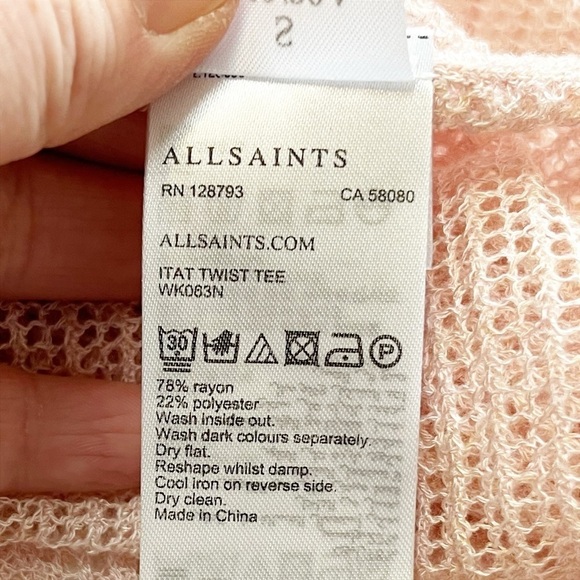 S
ALLSAINTS
RN 128793 CA 58080
ALLSAINTS.COM
ITAT TWIST TEE
WK063N
30 P
78% rayon
22% polyester
Wash inside out.
Wash dark colours separately.
Dry flat.
Reshape whilst damp.
Cool iron on reverse side.
Dry clean.
Made in China